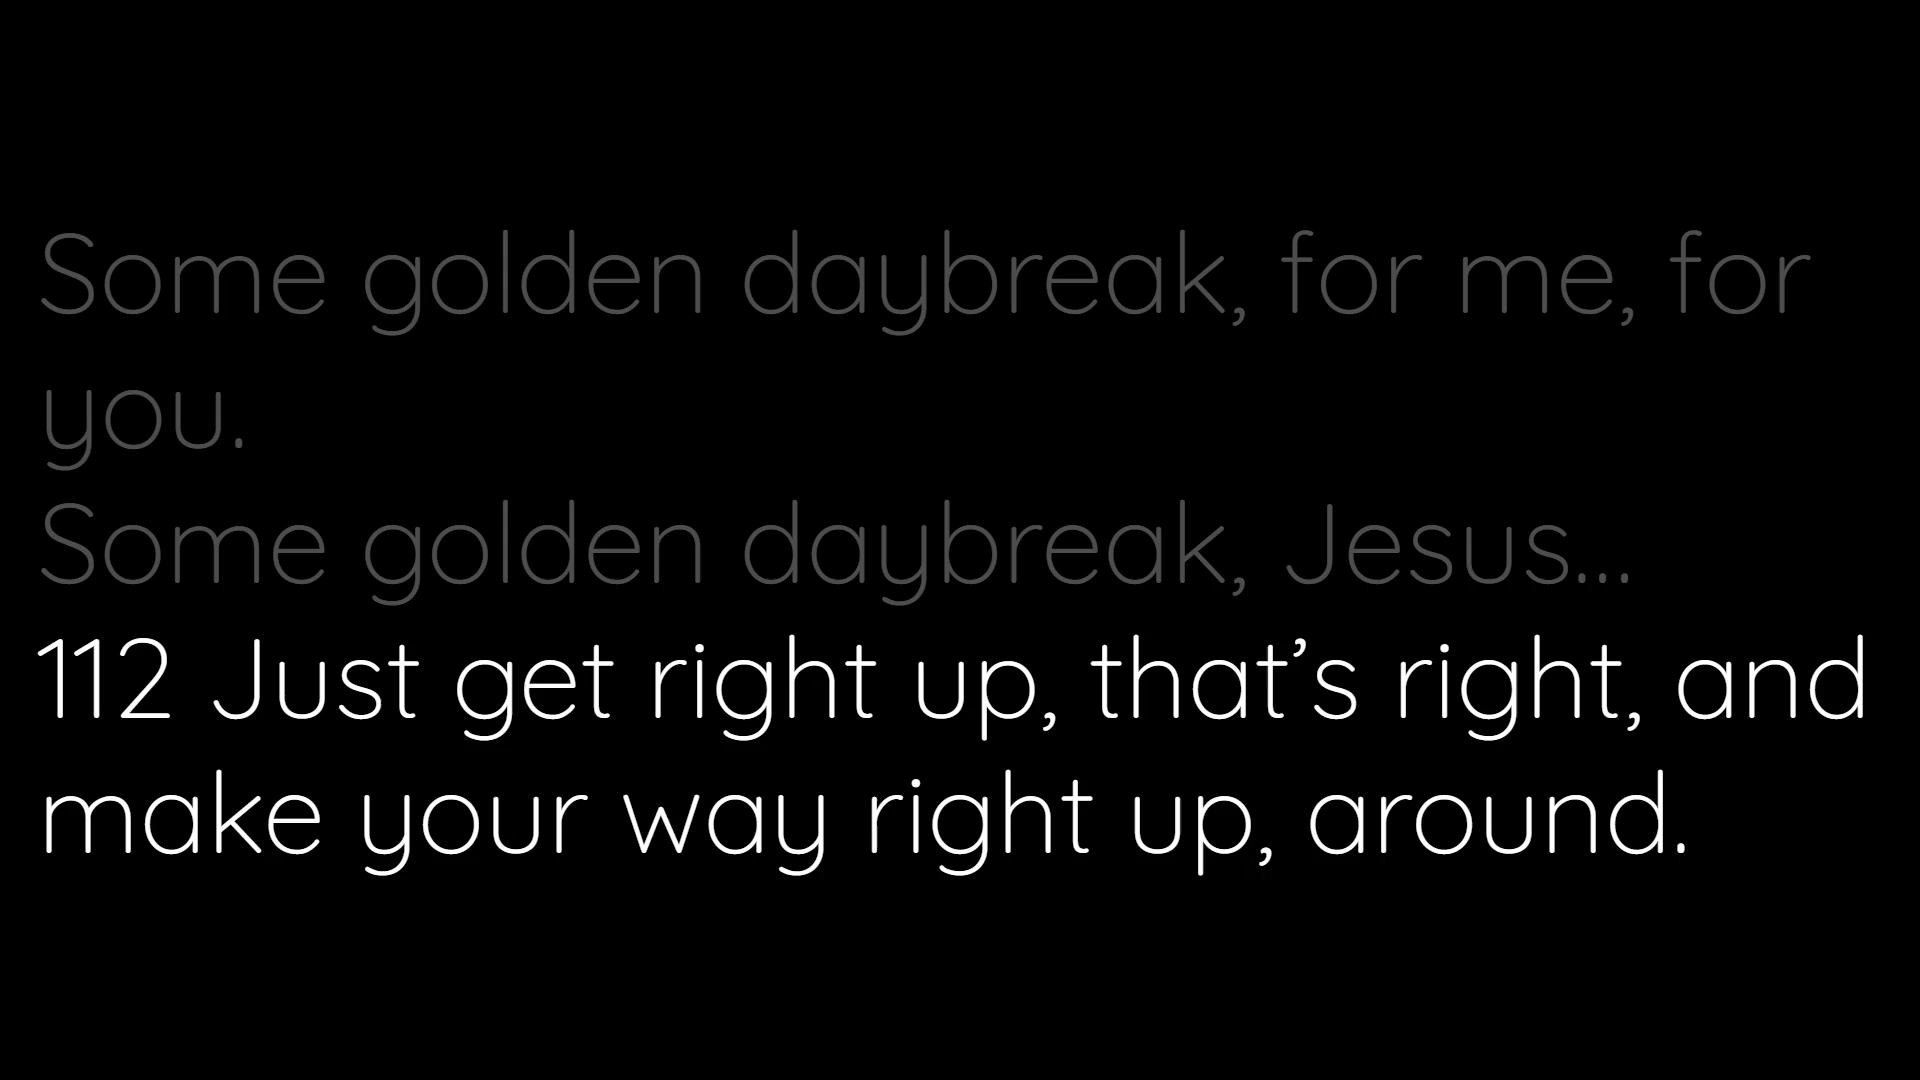 Some golden daybreak, for me, for
you.
Some golden daybreak, Jesus...
112 Just get right up, that’s right, and
make your way right up, around.